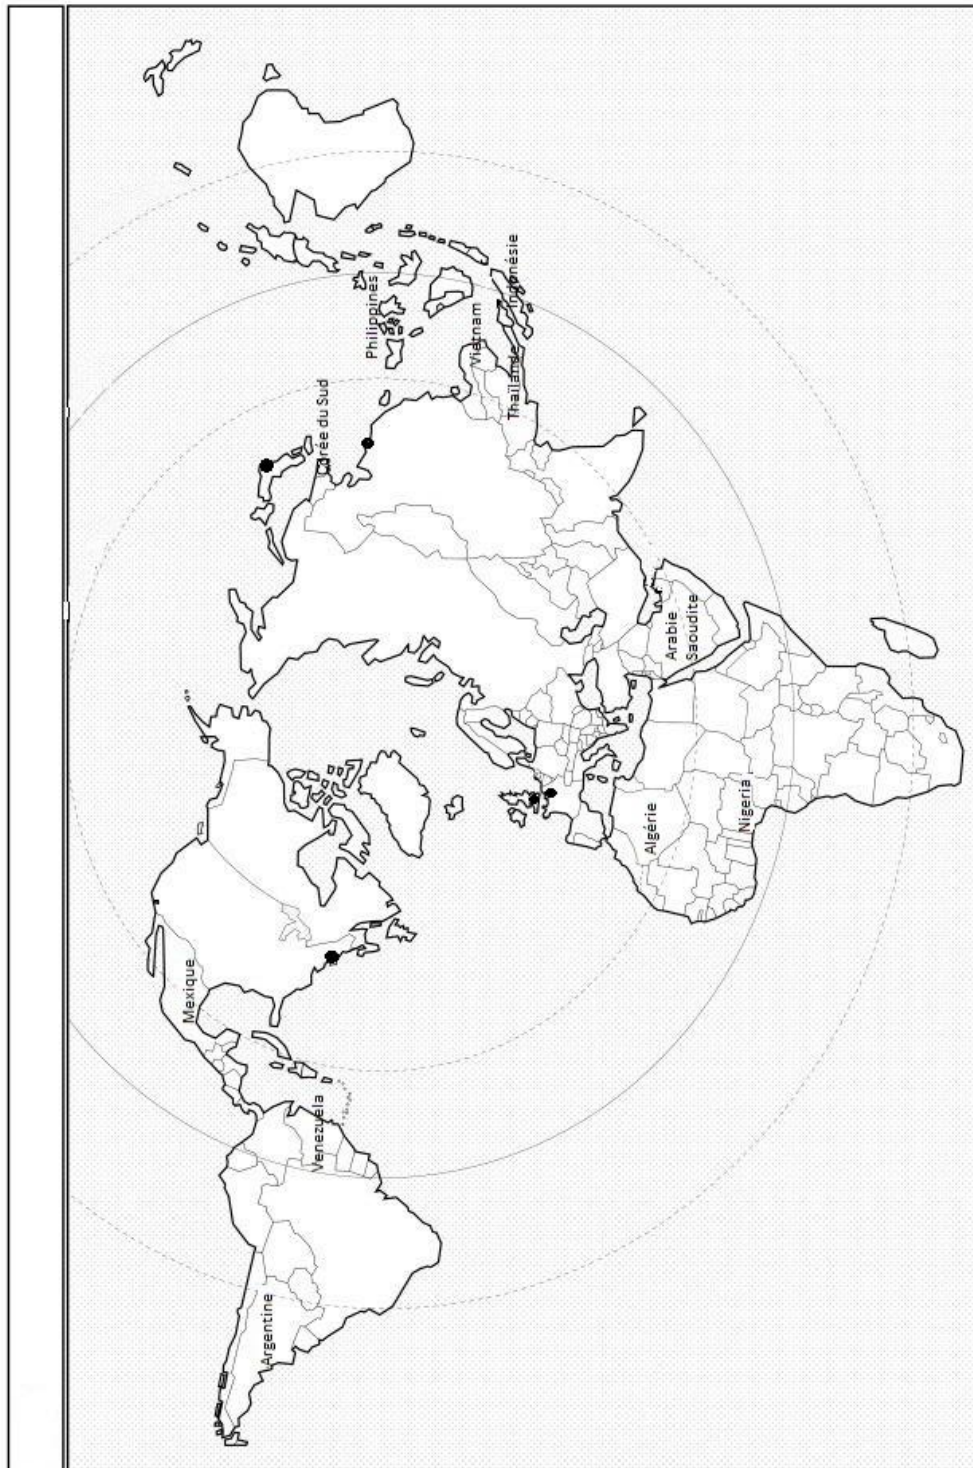 Mexique
Argentine
Venezuela
Corée du Sud
Philippines
Vietnam
Thaïlande
Indonésie
Algérie
Arabie
Saoudite
Nigeria